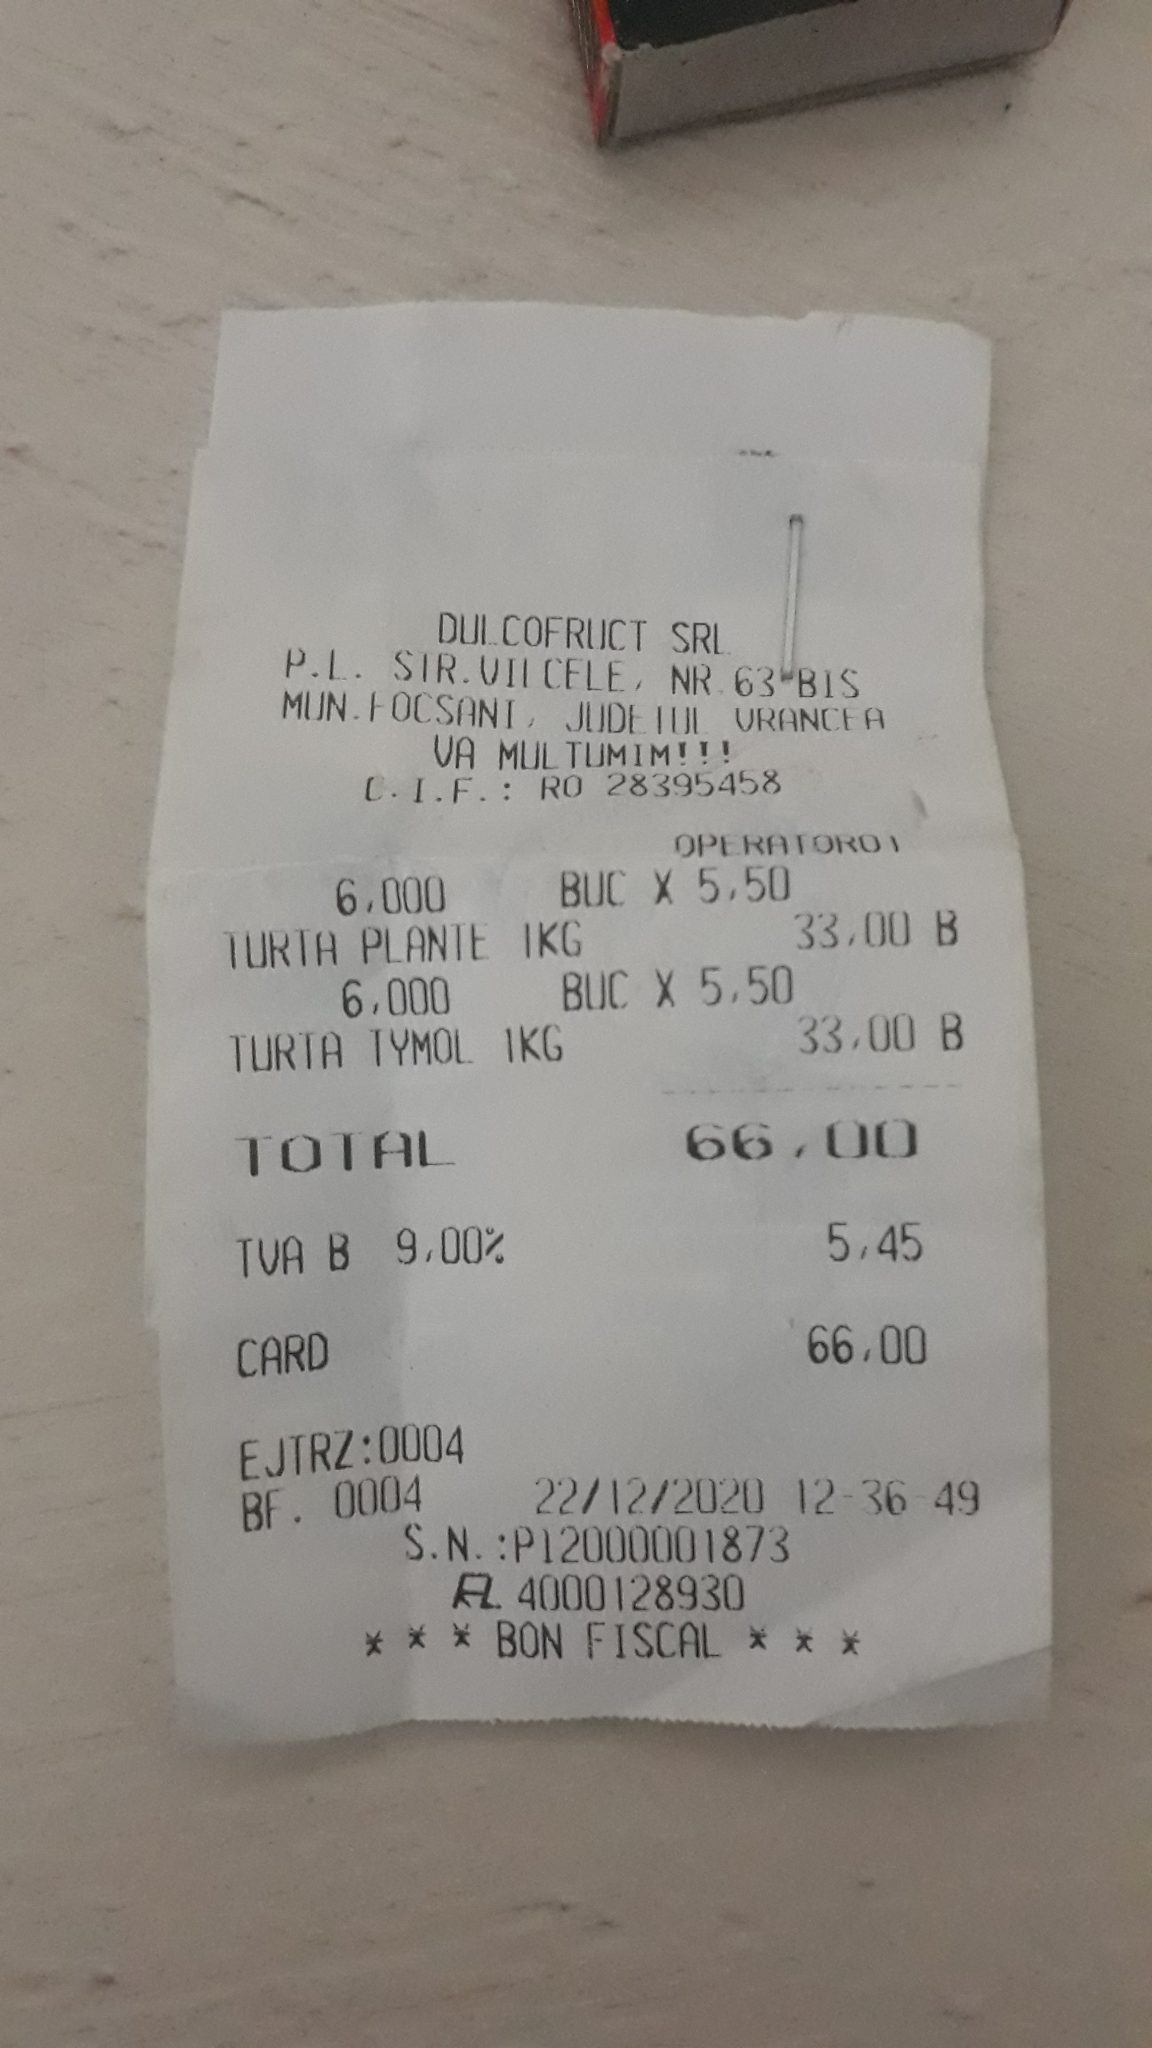 DULCOFRUCT SRL
P.L. STR.VILCELE, NR.63 BIS
MUN.FOCSANI, JUDETUL VRANCEA
VA MULTUMIM!!!
C.I.F.: RO 28395458
OPERATOR01
6,000 BUC X 5,50
TURTA PLANTE 1KG 33,00 B
6,000 BUC X 5,50
TURTA TYMOL 1KG 33,00 B
TOTAL 66,00
TVA B 9,00% 5,45
CARD 66,00
EJTRZ:0004
BF. 0004 22/12/2020 12-36-49
S.N.:P12000001873
4000128930
* * * BON FISCAL * * *